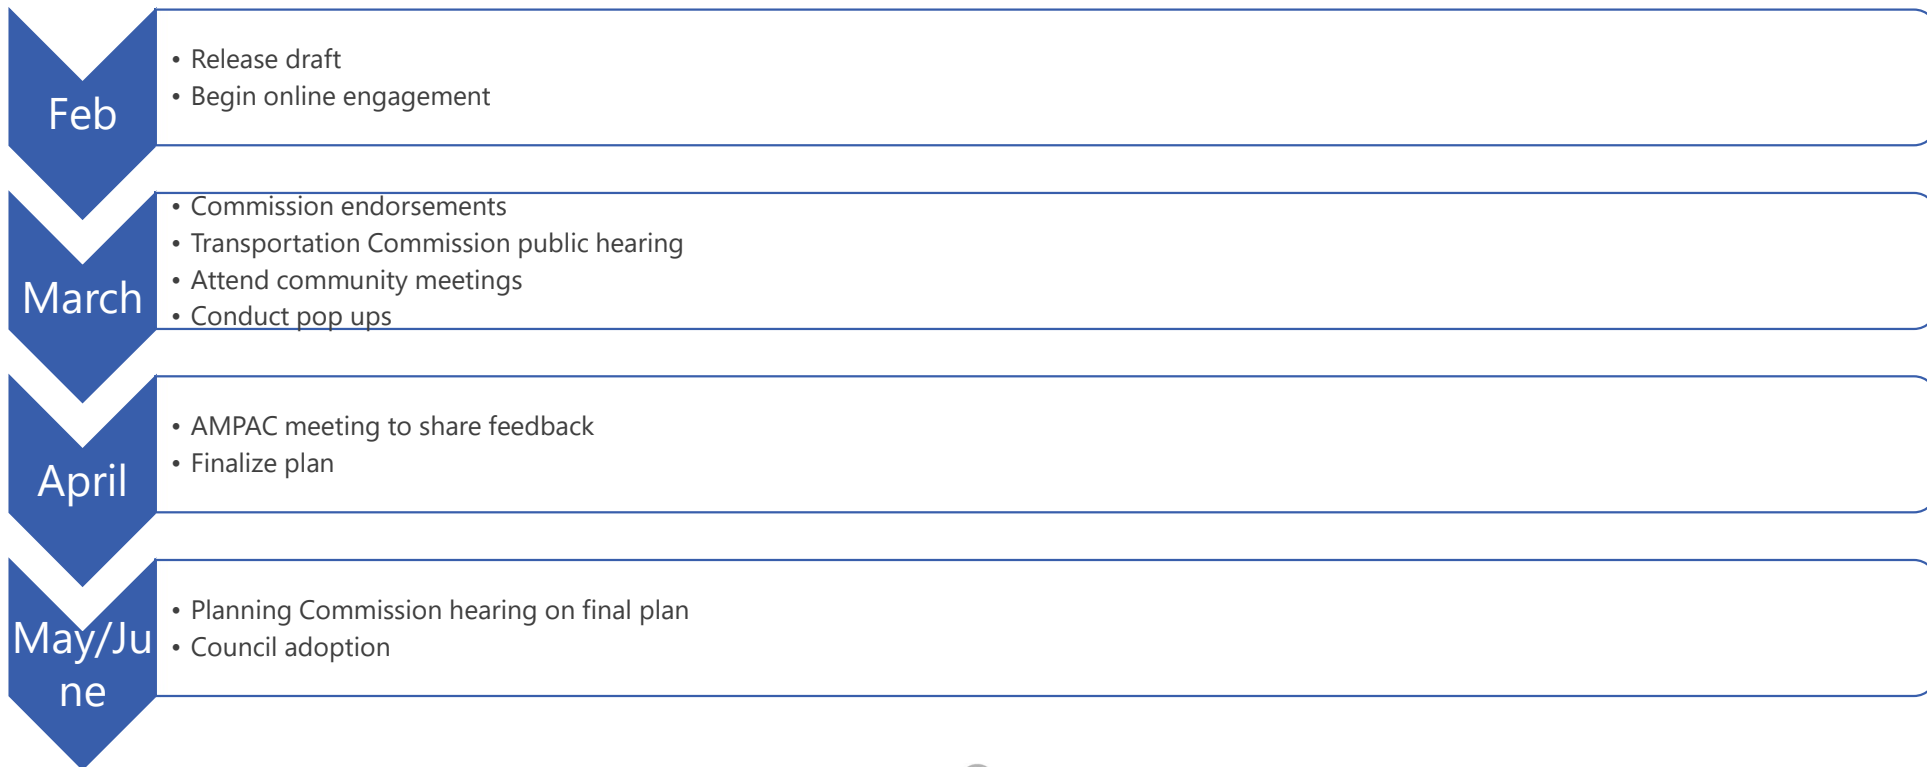 Feb
• Release draft
• Begin online engagement
March
• Commission endorsements
• Transportation Commission public hearing
• Attend community meetings
• Conduct pop ups
April
• AMPAC meeting to share feedback
• Finalize plan
May/Ju
ne
• Planning Commission hearing on final plan
• Council adoption